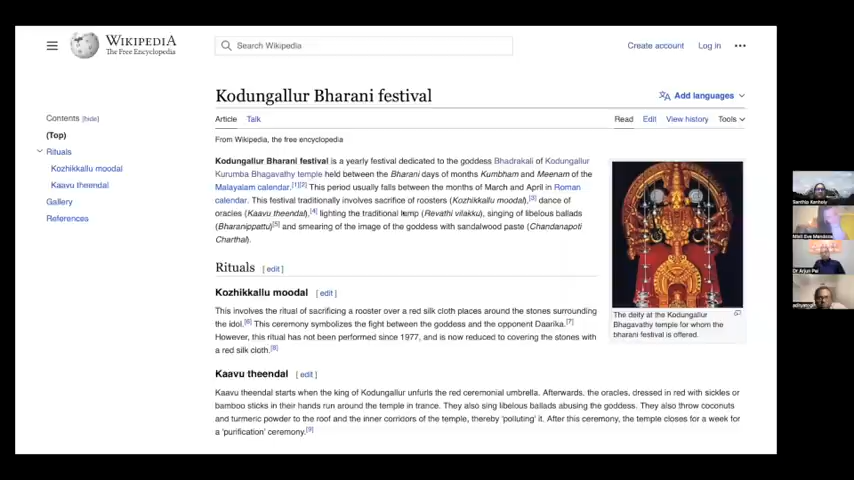 WIKIPEDIA
The Free Encyclopedia
Search Wikipedia
Create account Log in •••
Kodungallur Bharani festival
Add languages
Contents [hide]
(Top)
Rituals
Kozhikkallu moodal
Kaavu theendal
Gallery
References
Article Talk
Read Edit View history Tools
From Wikipedia, the free encyclopedia
Kodungallur Bharani festival is a yearly festival dedicated to the goddess Bhadrakali of Kodungallur
Kurumba Bhagavathy temple held between the Bharani days of months Kumbham and Meenam of the
Malayalam calendar.[1][2] This period usually falls between the months of March and April in Roman
calendar. This festival traditionally involves sacrifice of roosters (Kozhikkallu moodal),[3] dance of
oracles (Kaavu theendal),[4] lighting the traditional lamp (Revathi vilakku), singing of libelous ballads
(Bharanippattu)[5] and smearing of the image of the goddess with sandalwood paste (Chandanapoti
Charthal).
The deity at the Kodungallur
Bhagavathy temple for whom the
bharani festival is offered.
Rituals [edit]
Kozhikkallu moodal [edit]
This involves the ritual of sacrificing a rooster over a red silk cloth places around the stones surrounding
the idol.[6] This ceremony symbolizes the fight between the goddess and the opponent Daarika.[7]
However, this ritual has not been performed since 1977, and is now reduced to covering the stones with
a red silk cloth.[8]
Kaavu theendal [edit]
Kaavu theendal starts when the king of Kodungallur unfurls the red ceremonial umbrella. Afterwards, the oracles, dressed in red with sickles or
bamboo sticks in their hands run around the temple in trance. They also sing libelous ballads abusing the goddess. They also throw coconuts
and turmeric powder to the roof and the inner corridors of the temple, thereby 'polluting' it. After this ceremony, the temple closes for a week for
a 'purification' ceremony.[9]
Dr Arjun Pal